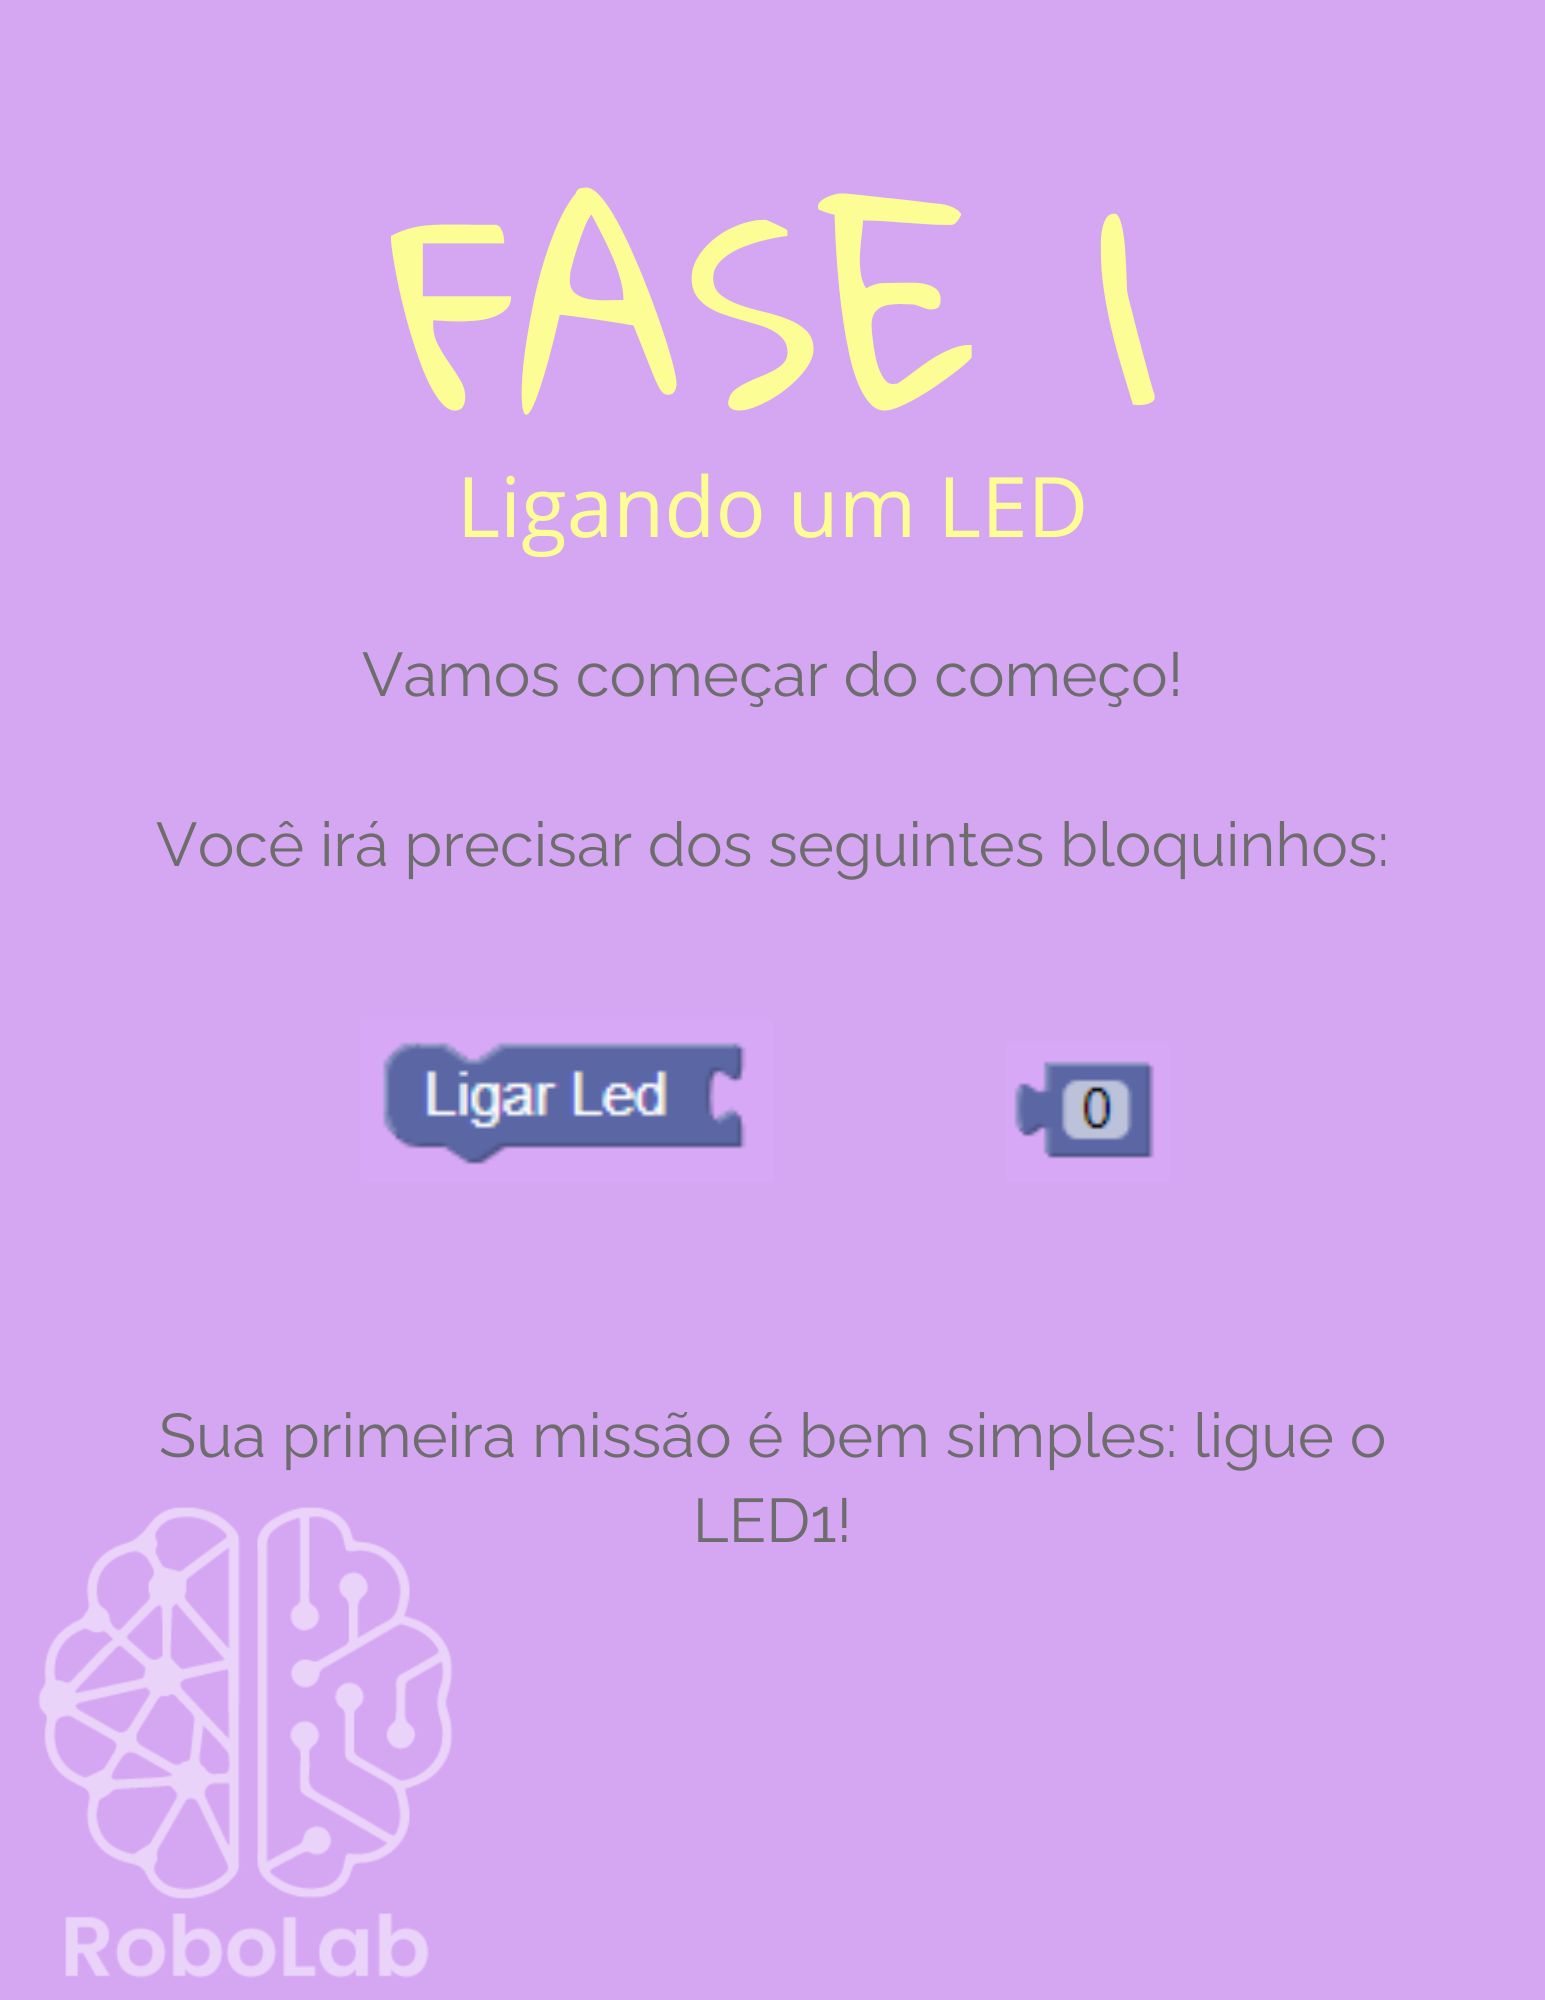 FASE 1
Ligando um LED
Vamos começar do começo!
Você irá precisar dos seguintes bloquinhos:
Ligar Led
0
Sua primeira missão é bem simples: ligue o
LED1!
RoboLab